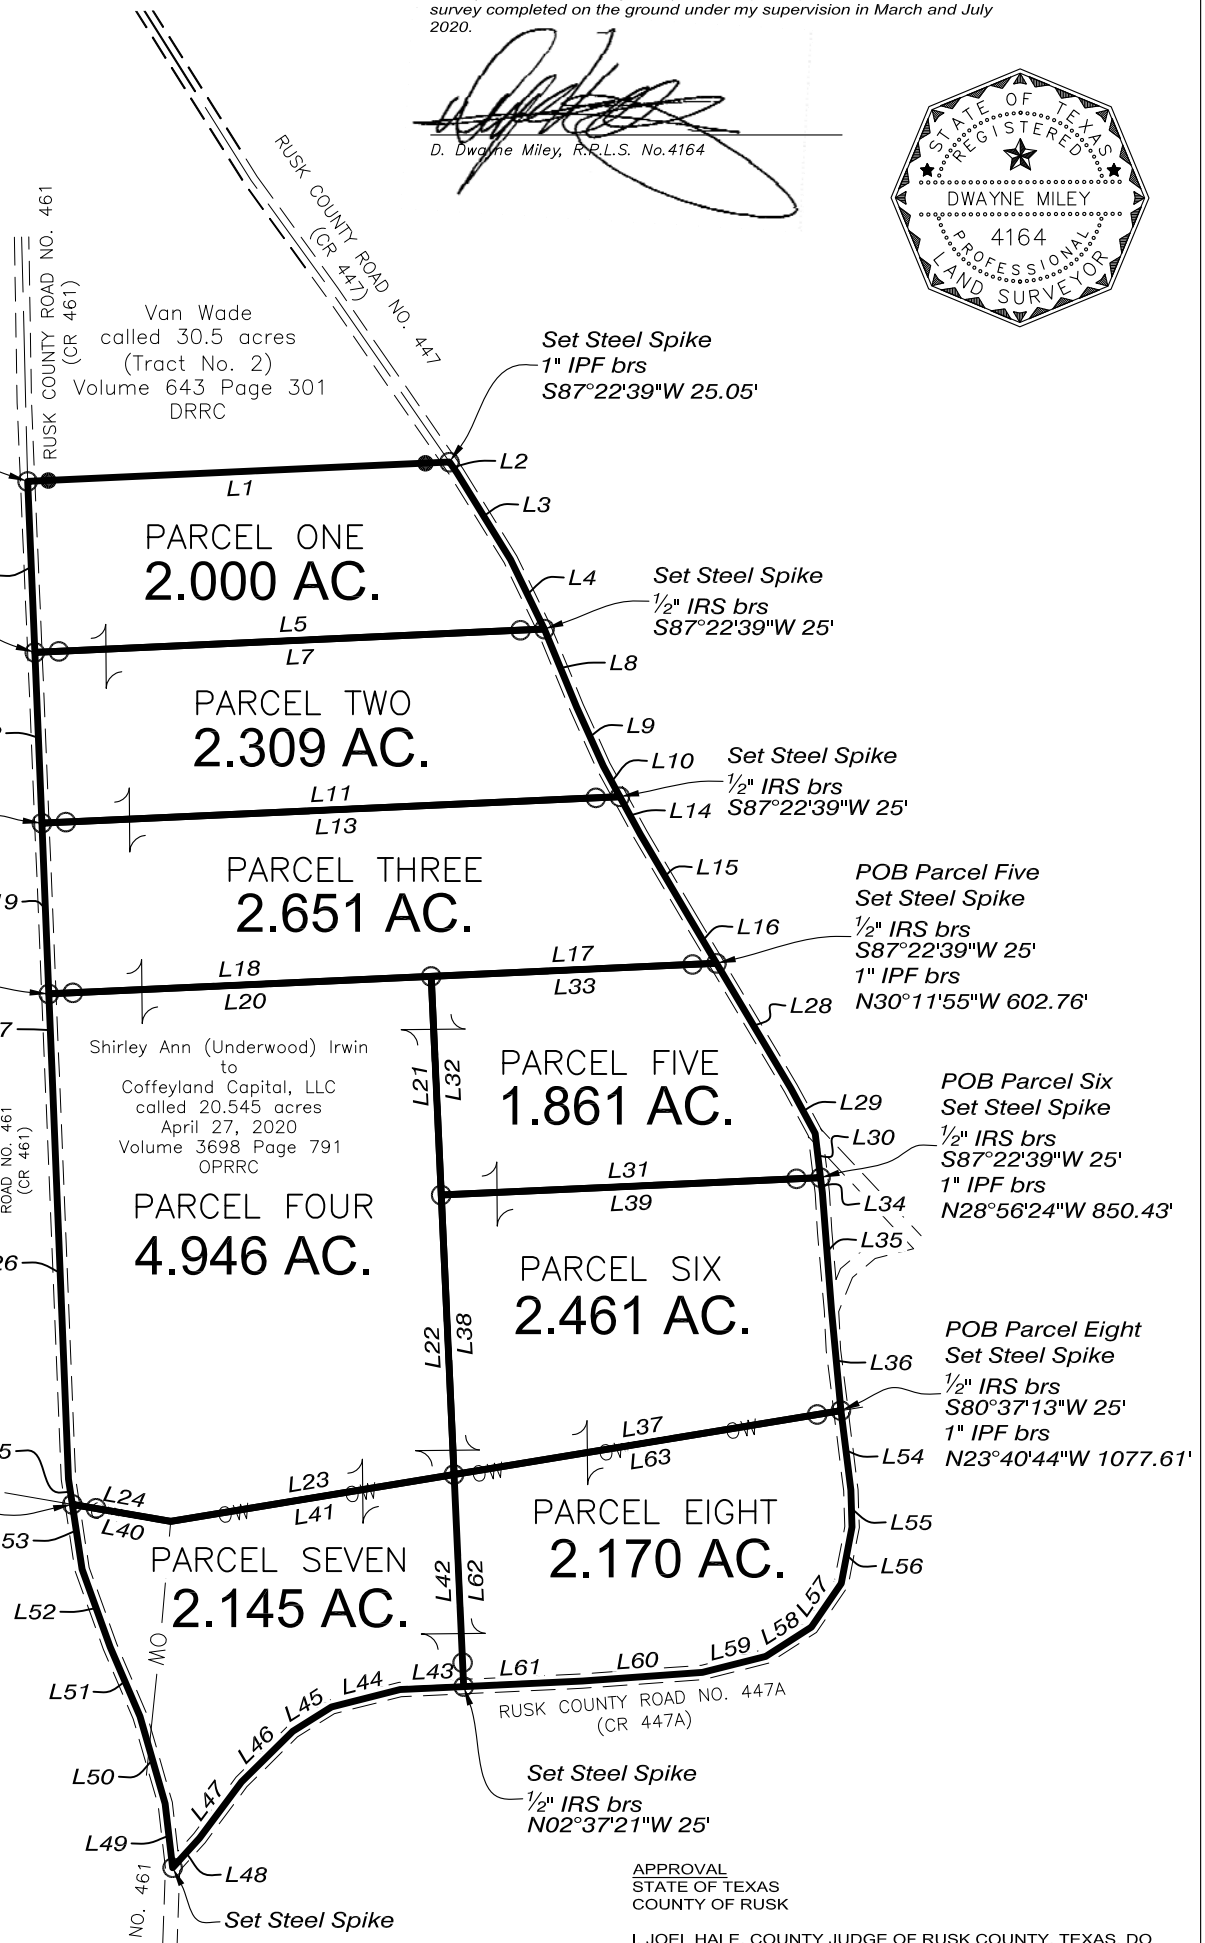 survey completed on the ground under my supervision in March and July
2020.
D. Dwayne Miley, R.P.L.S. No.4164
STATE OF TEXAS
REGISTERED
DWAYNE MILEY
4164
PROFESSIONAL
LAND SURVEYOR
RUSK COUNTY ROAD NO. 447
(CR 447)
RUSK COUNTY ROAD NO. 461
(CR 461)
Van Wade
called 30.5 acres
(Tract No. 2)
Volume 643 Page 301
DRRC
Set Steel Spike
1" IPF brs
S87°22'39"W 25.05'
L1
L2
L3
PARCEL ONE
2.000 AC.
L4
Set Steel Spike
½" IRS brs
S87°22'39"W 25'
L5
L7
L8
PARCEL TWO
2.309 AC.
L9
L10
Set Steel Spike
½" IRS brs
S87°22'39"W 25'
L11
L13
L14
L15
PARCEL THREE
2.651 AC.
9
L16
POB Parcel Five
Set Steel Spike
½" IRS brs
S87°22'39"W 25'
1" IPF brs
N30°11'55"W 602.76'
L17
L33
L18
L20
7
L28
Shirley Ann (Underwood) Irwin
to
Coffeyland Capital, LLC
called 20.545 acres
April 27, 2020
Volume 3698 Page 791
OPRRC
L21
L32
PARCEL FIVE
1.861 AC.
L29
L30
POB Parcel Six
Set Steel Spike
½" IRS brs
S87°22'39"W 25'
1" IPF brs
N28°56'24"W 850.43'
ROAD NO. 461
(CR 461)
L31
L39
L34
L35
PARCEL FOUR
4.946 AC.
26
PARCEL SIX
2.461 AC.
L22
L38
L36
POB Parcel Eight
Set Steel Spike
½" IRS brs
S80°37'13"W 25'
1" IPF brs
N23°40'44"W 1077.61'
L37
L63
OW
OW
OW
L54
5
L23
L41
OW
OW
L24
L40
53
L55
L56
PARCEL EIGHT
2.170 AC.
PARCEL SEVEN
2.145 AC.
L42
L62
L57
L58
L59
L60
L61
L43
L44
L45
L46
L47
L52
OW
L51
L50
L49
L48
RUSK COUNTY ROAD NO. 447A
(CR 447A)
Set Steel Spike
½" IRS brs
N02°37'21"W 25'
NO. 461
Set Steel Spike
APPROVAL
STATE OF TEXAS
COUNTY OF RUSK
I, JOEL HALE, COUNTY JUDGE OF RUSK COUNTY, TEXAS, DO